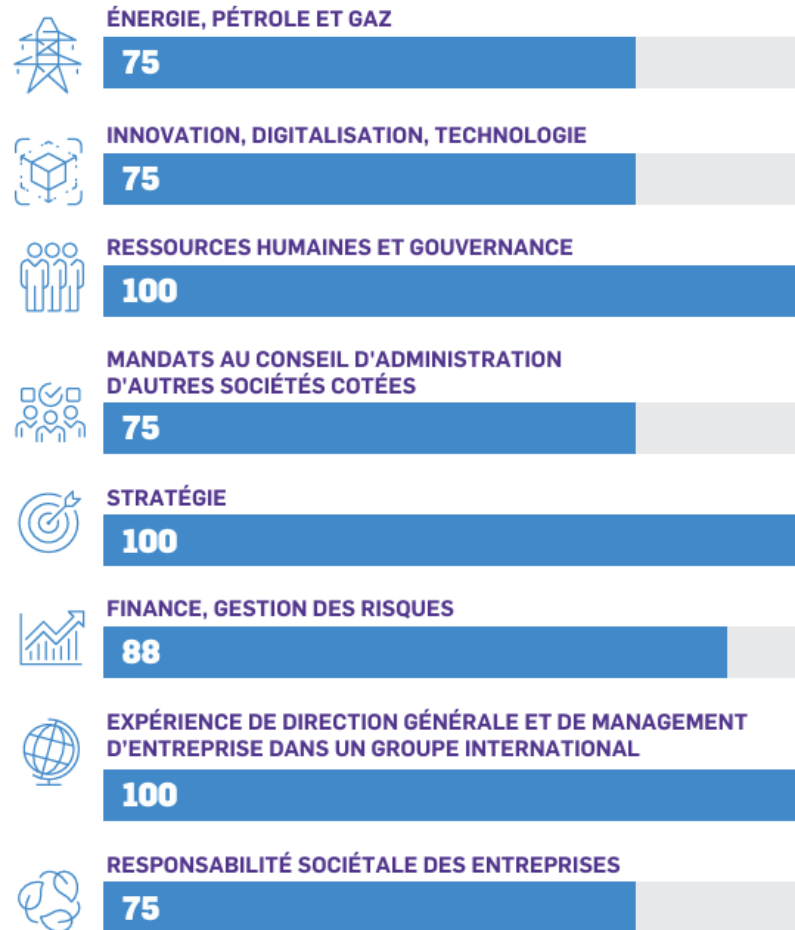 ÉNERGIE, PÉTROLE ET GAZ
75
INNOVATION, DIGITALISATION, TECHNOLOGIE
75
RESSOURCES HUMAINES ET GOUVERNANCE
100
MANDATS AU CONSEIL D'ADMINISTRATION
D'AUTRES SOCIÉTÉS COTÉES
75
STRATÉGIE
100
FINANCE, GESTION DES RISQUES
88
EXPÉRIENCE DE DIRECTION GÉNÉRALE ET DE MANAGEMENT
D’ENTREPRISE DANS UN GROUPE INTERNATIONAL
100
RESPONSABILITÉ SOCIÉTALE DES ENTREPRISES
75